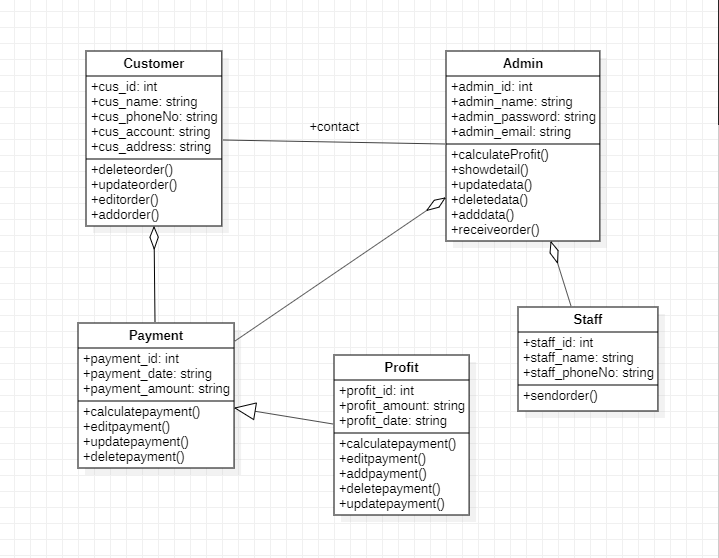 Customer
+cus_id: int
+cus_name: string
+cus_phoneNo: string
+cus_account: string
+cus_address: string
+deleteorder()
+updateorder()
+editorder()
+addorder()
+contact
Admin
+admin_id: int
+admin_name: string
+admin_password: string
+admin_email: string
+calculateProfit()
+showdetail()
+updatedata()
+deletedata()
+adddata()
+receiveorder()
Payment
+payment_id: int
+payment_date: string
+payment_amount: string
+calculatepayment()
+editpayment()
+updatepayment()
+deletepayment()
Profit
+profit_id: int
+profit_amount: string
+profit_date: string
+calculatepayment()
+editpayment()
+addpayment()
+deletepayment()
+updatepayment()
Staff
+staff_id: int
+staff_name: string
+staff_phoneNo: string
+sendorder()